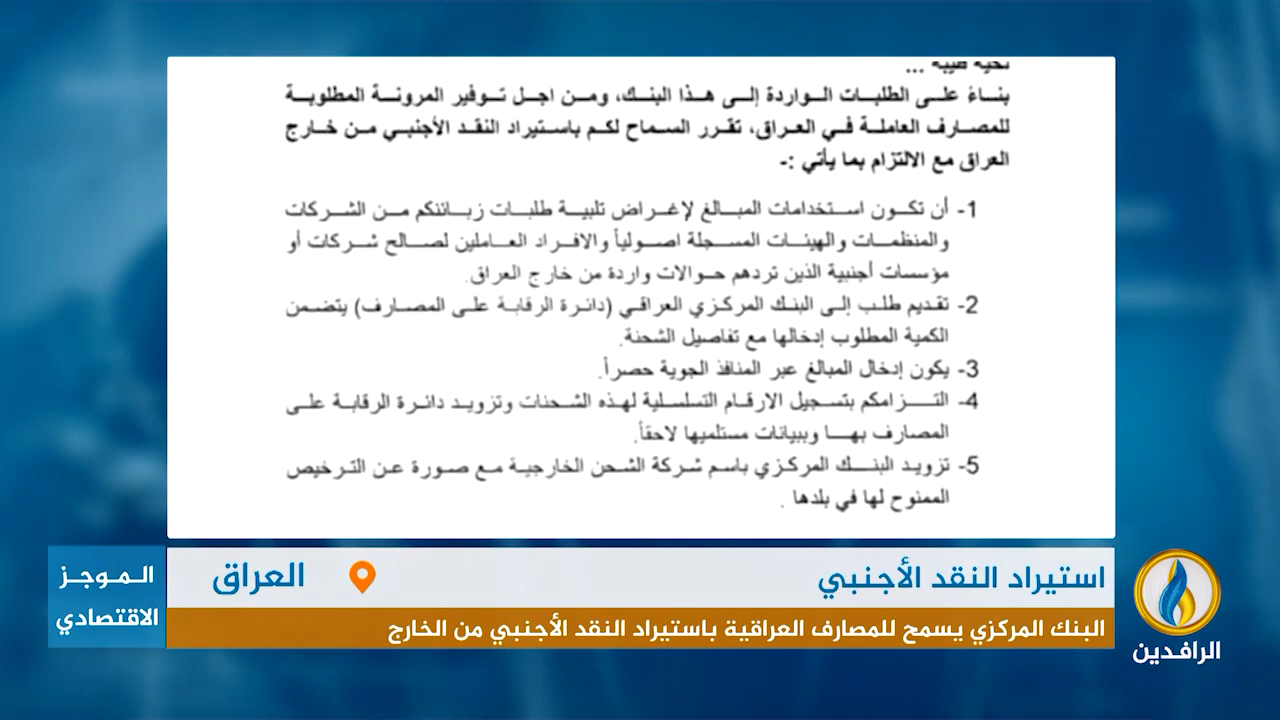 تحية طيبة ...
بناءً على الطلبات الواردة إلى هذا البنك، ومن اجل توفير المرونة المطلوبة
للمصارف العاملة في العراق، تقرر السماح لكم باستيراد النقد الأجنبي من خارج
العراق مع الالتزام بما يأتي :-
1- أن تكون استخدامات المبالغ لإغراض تلبية طلبات زبائنكم من الشركات
والمنظمات والهيئات المسجلة اصولياً والافراد العاملين لصالح شركات أو
مؤسسات أجنبية الذين تردهم حوالات واردة من خارج العراق.
2- تقديم طلب إلى البنك المركزي العراقي (دائرة الرقابة على المصارف) يتضمن
الكمية المطلوب إدخالها مع تفاصيل الشحنة.
3- يكون إدخال المبالغ عبر المنافذ الجوية حصراً.
4- التزامكم بتسجيل الارقام التسلسلية لهذه الشحنات وتزويد دائرة الرقابة على
المصارف بها وببيانات مستلميها لاحقاً.
5- تزويد البنك المركزي باسم شركة الشحن الخارجية مع صورة عن الترخيص
الممنوح لها في بلدها .
استيراد النقد الأجنبي
العراق
الموجز
الاقتصادي
البنك المركزي يسمح للمصارف العراقية باستيراد النقد الأجنبي من الخارج
الرافدين